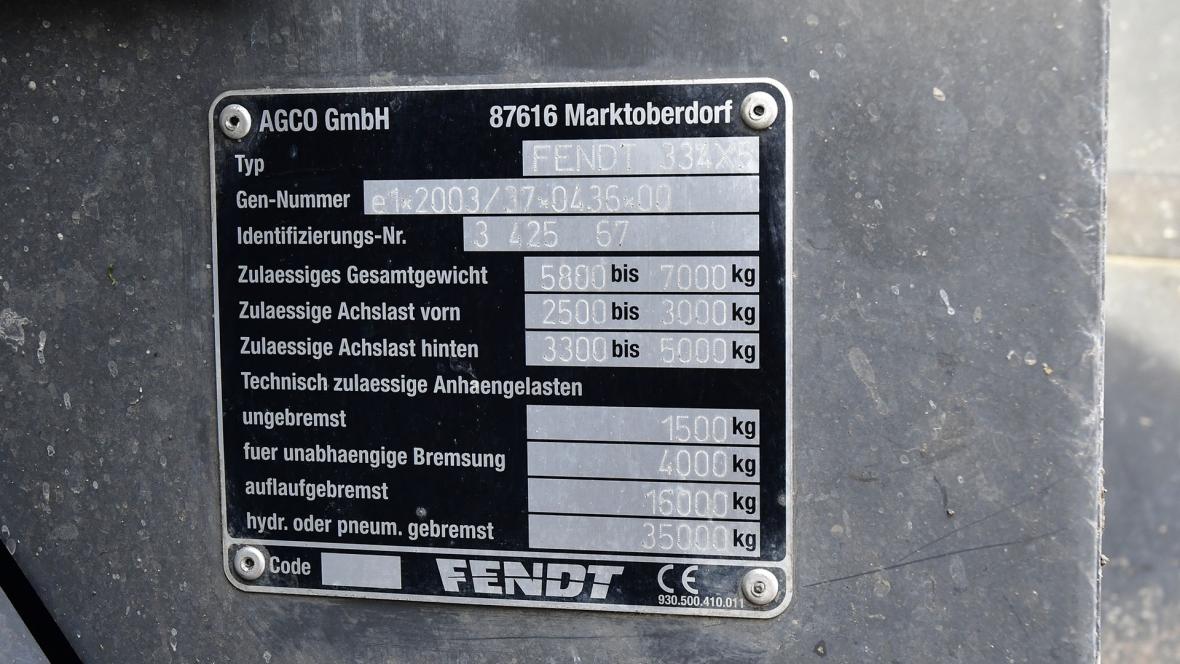 AGCO GmbH 87616 Marktoberdorf
Typ FENDT 334X5
Gen-Nummer e1*2003/37*0436*00
Identifizierungs-Nr. 3 425 67
Zulaessiges Gesamtgewicht 5800 bis 7000 kg
Zulaessige Achslast vorn 2500 bis 3000 kg
Zulaessige Achslast hinten 3300 bis 5000 kg
Technisch zulaessige Anhaengelasten
ungebremst 1500 kg
fuer unabhaengige Bremsung 4000 kg
auflaufgebremst 16000 kg
hydr. oder pneum. gebremst 35000 kg
Code FENDT CE
930.500.410.011